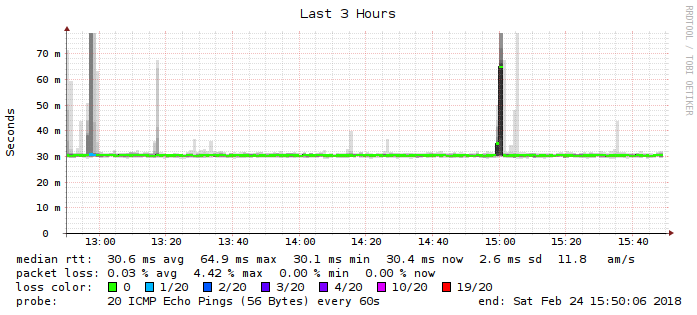 Last 3 Hours
RRDTOOL / TOBI OETIKER
Seconds
70 m
60 m
50 m
40 m
30 m
20 m
10 m
0
13:00 13:20 13:40 14:00 14:20 14:40 15:00 15:20 15:40
median rtt: 30.6 ms avg 64.9 ms max 30.1 ms min 30.4 ms now 2.6 ms sd 11.8 am/s
packet loss: 0.03 % avg 4.42 % max 0.00 % min 0.00 % now
loss color: 0 1/20 2/20 3/20 4/20 10/20 19/20
probe: 20 ICMP Echo Pings (56 Bytes) every 60s end: Sat Feb 24 15:50:06 2018